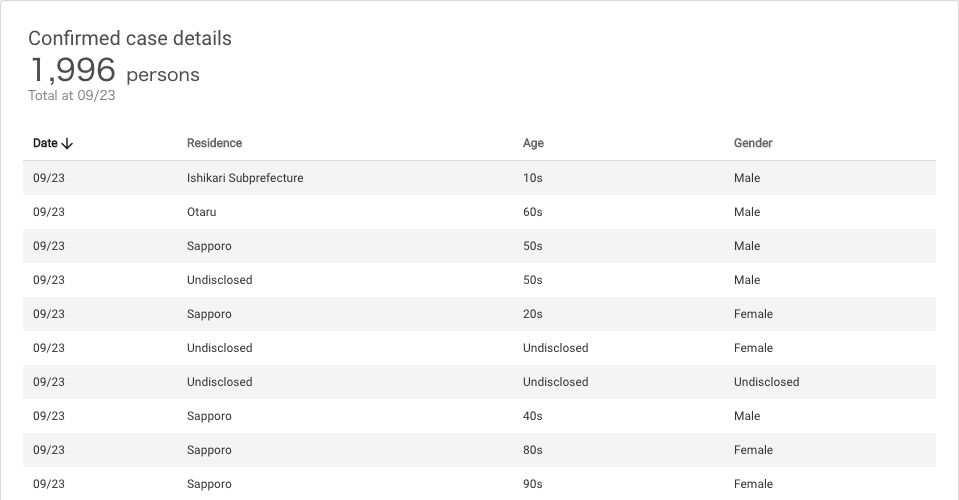 Confirmed case details
1,996 persons
Total at 09/23
Date ↓ Residence Age Gender
09/23 Ishikari Subprefecture 10s Male
09/23 Otaru 60s Male
09/23 Sapporo 50s Male
09/23 Undisclosed 50s Male
09/23 Sapporo 20s Female
09/23 Undisclosed Undisclosed Female
09/23 Undisclosed Undisclosed Undisclosed
09/23 Sapporo 40s Male
09/23 Sapporo 80s Female
09/23 Sapporo 90s Female